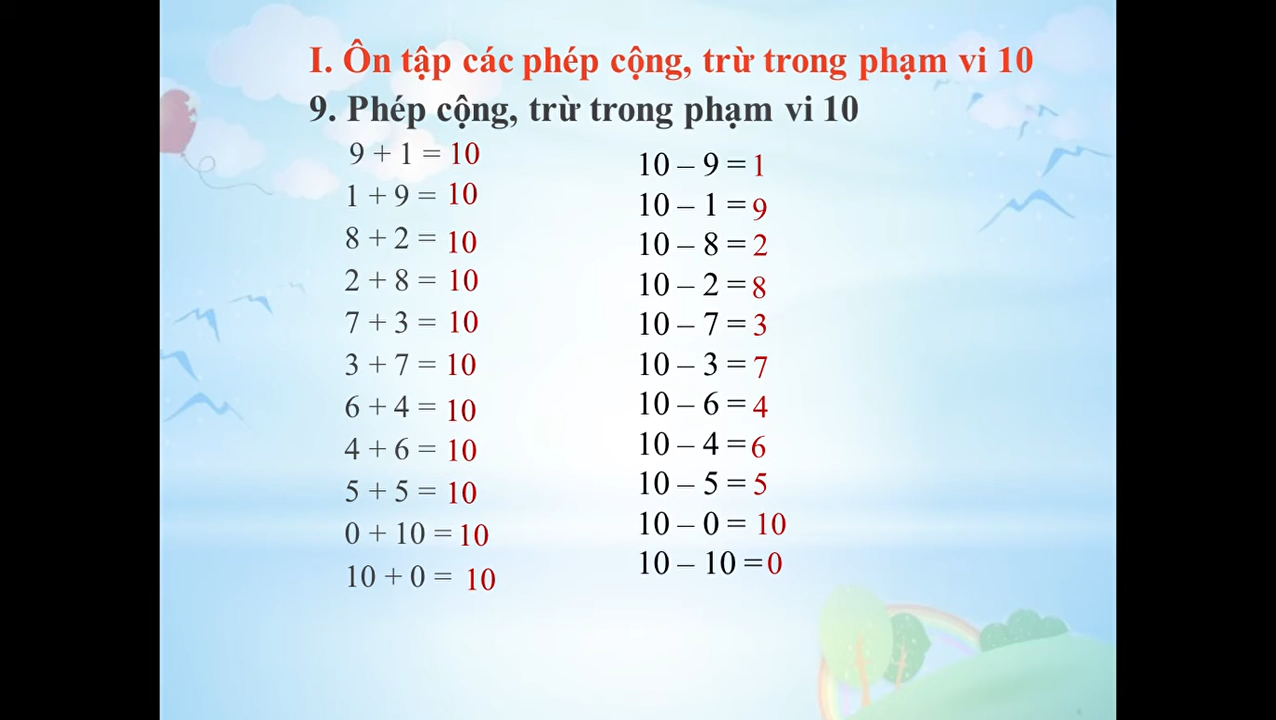 I. Ôn tập các phép cộng, trừ trong phạm vi 10
9. Phép cộng, trừ trong phạm vi 10
9 + 1 = 10
1 + 9 = 10
8 + 2 = 10
2 + 8 = 10
7 + 3 = 10
3 + 7 = 10
6 + 4 = 10
4 + 6 = 10
5 + 5 = 10
0 + 10 = 10
10 + 0 = 10
10 – 9 = 1
10 – 1 = 9
10 – 8 = 2
10 – 2 = 8
10 – 7 = 3
10 – 3 = 7
10 – 6 = 4
10 – 4 = 6
10 – 5 = 5
10 – 0 = 10
10 – 10 = 0